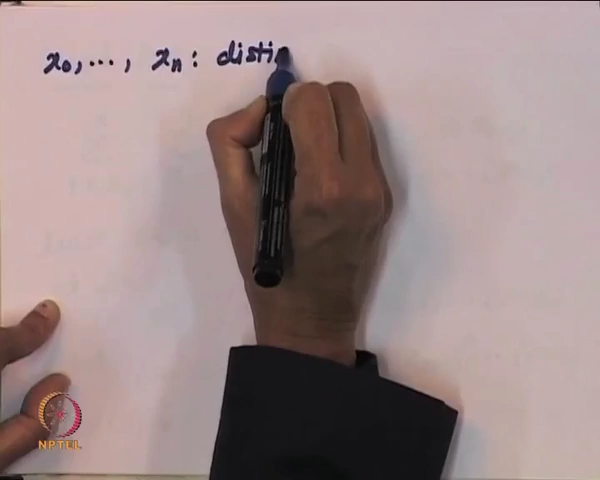 x₀, ..., xₙ : disti
NPTEL